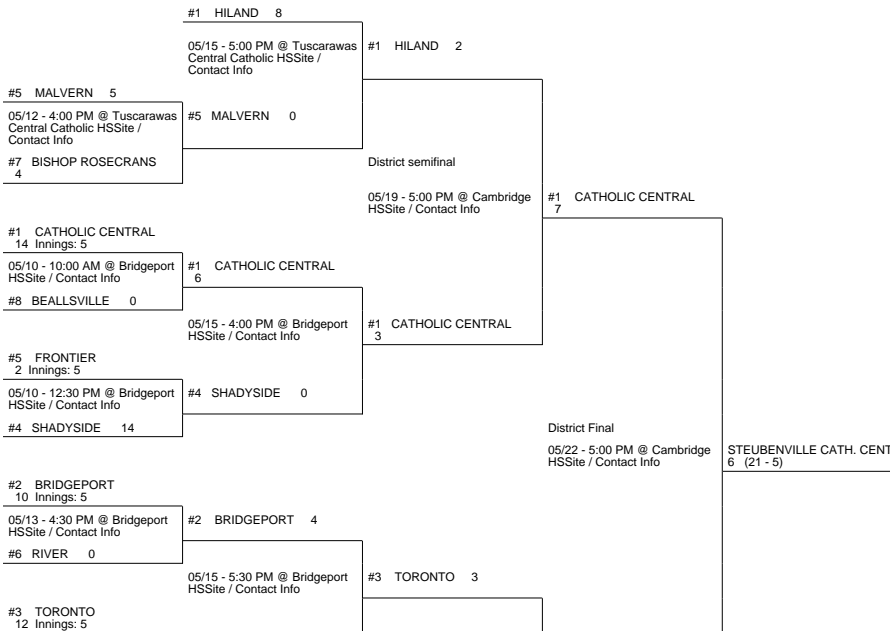 #1 HILAND 8
05/15 - 5:00 PM @ Tuscarawas
Central Catholic HSSite /
Contact Info
#1 HILAND 2
#5 MALVERN 5
05/12 - 4:00 PM @ Tuscarawas
Central Catholic HSSite /
Contact Info
#5 MALVERN 0
#7 BISHOP ROSECRANS
4
District semifinal
05/19 - 5:00 PM @ Cambridge
HSSite / Contact Info
#1 CATHOLIC CENTRAL
7
#1 CATHOLIC CENTRAL
14 Innings: 5
05/10 - 10:00 AM @ Bridgeport
HSSite / Contact Info
#1 CATHOLIC CENTRAL
6
#8 BEALLSVILLE 0
05/15 - 4:00 PM @ Bridgeport
HSSite / Contact Info
#1 CATHOLIC CENTRAL
3
#5 FRONTIER
2 Innings: 5
05/10 - 12:30 PM @ Bridgeport
HSSite / Contact Info
#4 SHADYSIDE 0
#4 SHADYSIDE 14
District Final
05/22 - 5:00 PM @ Cambridge
HSSite / Contact Info
STEUBENVILLE CATH. CENT
6 (21 - 5)
#2 BRIDGEPORT
10 Innings: 5
05/13 - 4:30 PM @ Bridgeport
HSSite / Contact Info
#2 BRIDGEPORT 4
#6 RIVER 0
05/15 - 5:30 PM @ Bridgeport
HSSite / Contact Info
#3 TORONTO 3
#3 TORONTO
12 Innings: 5